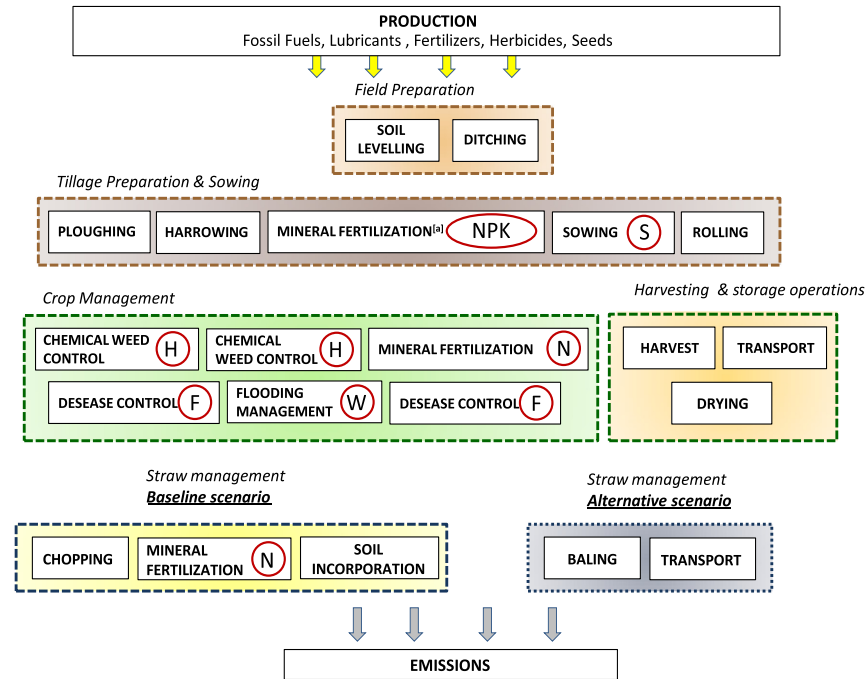 PRODUCTION
Fossil Fuels, Lubricants , Fertilizers, Herbicides, Seeds
Field Preparation
SOIL
LEVELLING
DITCHING
Tillage Preparation & Sowing
PLOUGHING
HARROWING
MINERAL FERTILIZATION[a]
NPK
SOWING
S
ROLLING
Crop Management
CHEMICAL WEED
CONTROL
H
CHEMICAL
WEED CONTROL
H
MINERAL FERTILIZATION
N
DESEASE CONTROL
F
FLOODING
MANAGEMENT
W
DESEASE CONTROL
F
Harvesting & storage operations
HARVEST
TRANSPORT
DRYING
Straw management
Baseline scenario
CHOPPING
MINERAL
FERTILIZATION
N
SOIL
INCORPORATION
Straw management
Alternative scenario
BALING
TRANSPORT
EMISSIONS